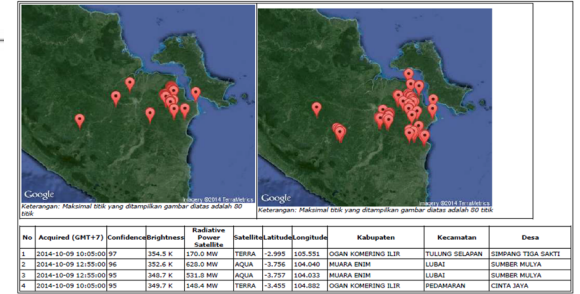 Google
Imagery ©2014 TerraMetrics
Keterangan: Maksimal titik yang ditampilkan gambar diatas adalah 80
titik
Google
Imagery ©2014 TerraMetrics
Keterangan: Maksimal titik yang ditampilkan gambar diatas adalah 80 titik
No Acquired (GMT+7) Confidence Brightness Radiative Power Satellite Satellite Latitude Longitude Kabupaten Kecamatan Desa
1 2014-10-09 10:05:00 97 354.5 K 170.0 MW TERRA -2.995 105.551 OGAN KOMERING ILIR TULUNG SELAPAN SIMPANG TIGA SAKTI
2 2014-10-09 12:55:00 96 352.6 K 628.0 MW AQUA -3.756 104.040 MUARA ENIM LUBAI SUMBER MULYA
3 2014-10-09 12:55:00 95 348.7 K 531.8 MW AQUA -3.757 104.033 MUARA ENIM LUBAI SUMBER MULYA
4 2014-10-09 10:05:00 95 349.7 K 148.4 MW TERRA -3.455 104.882 OGAN KOMERING ILIR PEDAMARAN CINTA JAYA